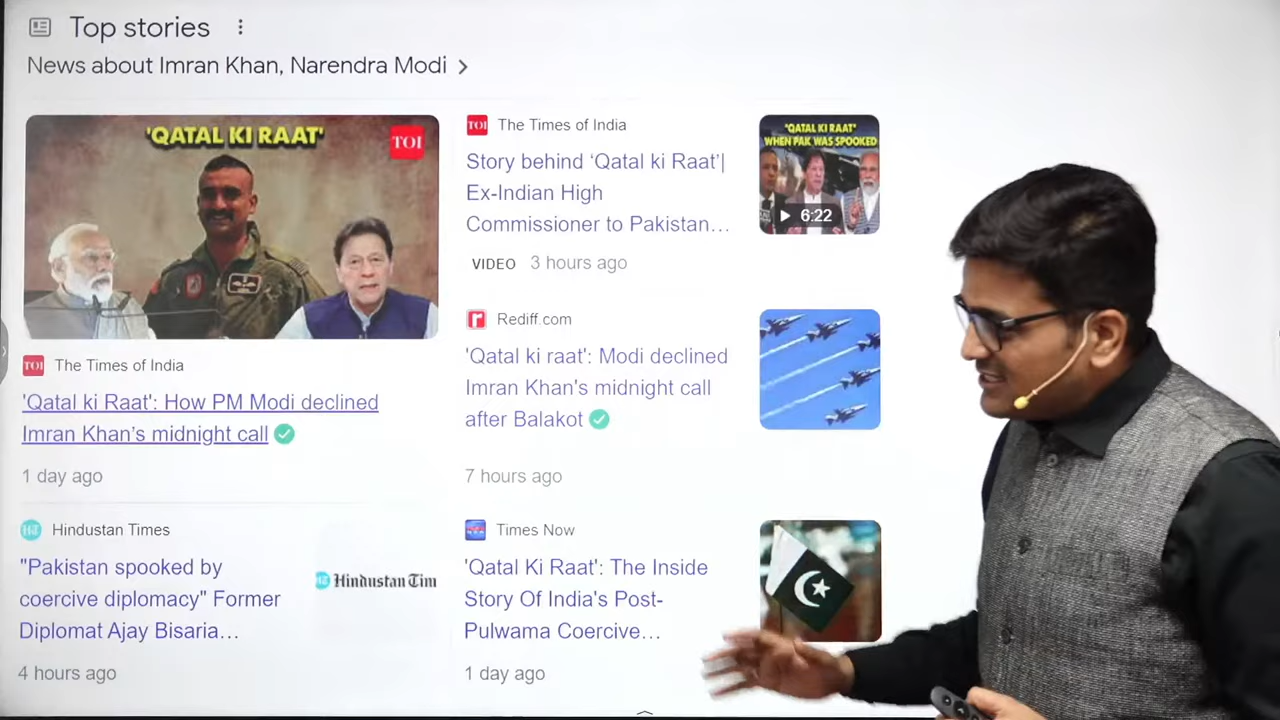 Top stories
News about Imran Khan, Narendra Modi
'QATAL KI RAAT'
TOI
TOI The Times of India
'Qatal ki Raat': How PM Modi declined
Imran Khan's midnight call
1 day ago
TOI The Times of India
Story behind ‘Qatal ki Raat’|
Ex-Indian High
Commissioner to Pakistan…
VIDEO 3 hours ago
'QATAL KI RAAT'
WHEN PAK WAS SPOOKED
6:22
r Rediff.com
'Qatal ki raat': Modi declined
Imran Khan's midnight call
after Balakot
7 hours ago
HT Hindustan Times
"Pakistan spooked by
coercive diplomacy" Former
Diplomat Ajay Bisaria…
HT Hindustan Tim
4 hours ago
Times Now
'Qatal Ki Raat': The Inside
Story Of India's Post-
Pulwama Coercive…
1 day ago